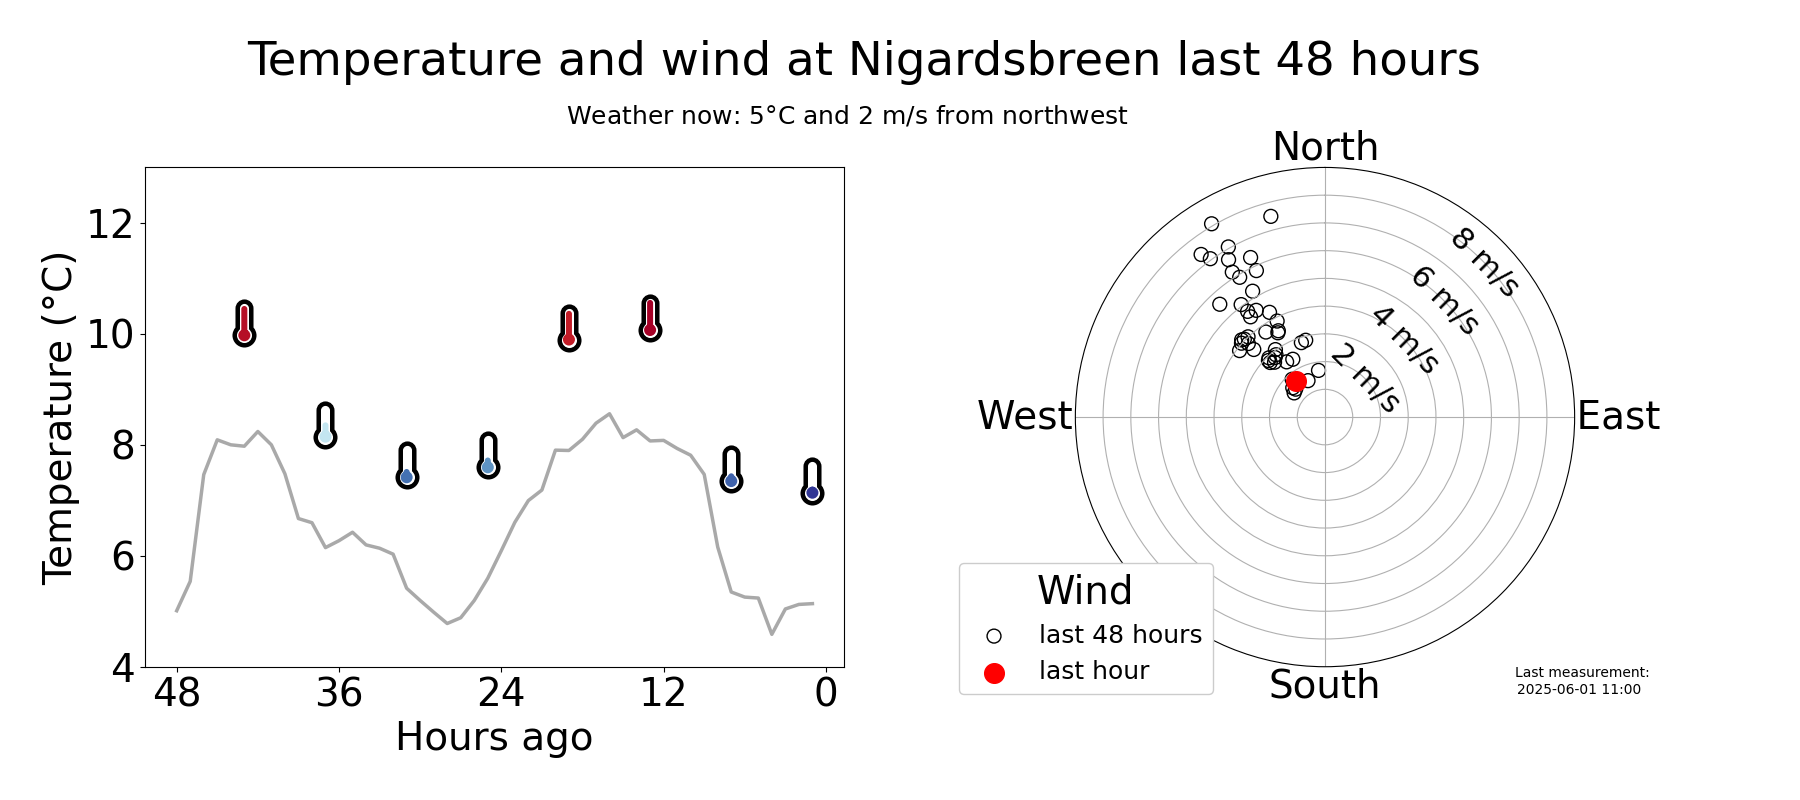 Temperature and wind at Nigardsbreen last 48 hours
Weather now: 5°C and 2 m/s from northwest
Temperature (°C)
12
10
8
6
4
48 36 24 12 0
Hours ago
North
West
East
South
8 m/s
6 m/s
4 m/s
2 m/s
Wind
last 48 hours
last hour
Last measurement:
2025-06-01 11:00